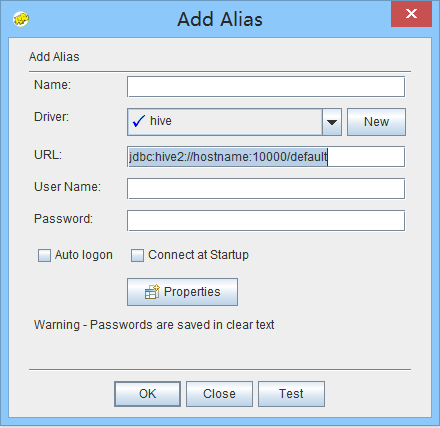 Add Alias
Add Alias
Name:
Driver: hive New
URL: jdbc:hive2://hostname:10000/default
User Name:
Password:
Auto logon Connect at Startup
Properties
Warning - Passwords are saved in clear text
OK Close Test